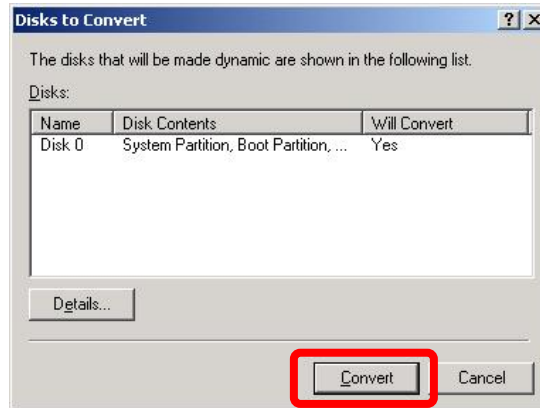 Disks to Convert
The disks that will be made dynamic are shown in the following list.
Disks:
Name Disk Contents Will Convert
Disk 0 System Partition, Boot Partition, ... Yes
Details...
Convert Cancel